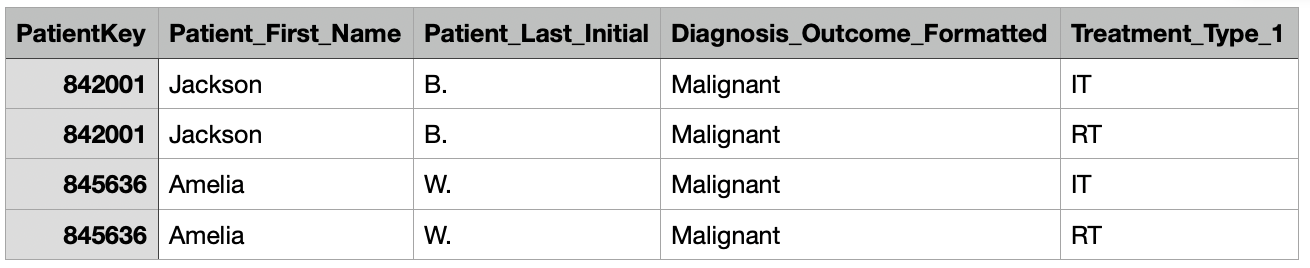 PatientKey Patient_First_Name Patient_Last_Initial Diagnosis_Outcome_Formatted Treatment_Type_1
842001 Jackson B. Malignant IT
842001 Jackson B. Malignant RT
845636 Amelia W. Malignant IT
845636 Amelia W. Malignant RT